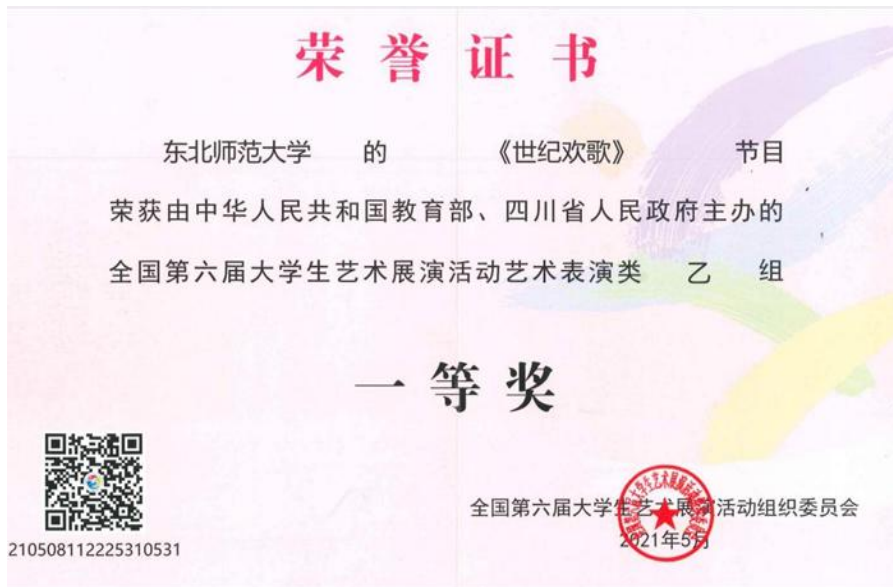 荣誉证书
东北师范大学 的 《世纪欢歌》 节目
荣获由中华人民共和国教育部、四川省人民政府主办的
全国第六届大学生艺术展演活动艺术表演类 乙 组
一等奖
全国第六届大学生艺术展演活动组织委员会
2021年5月
210508112225310531